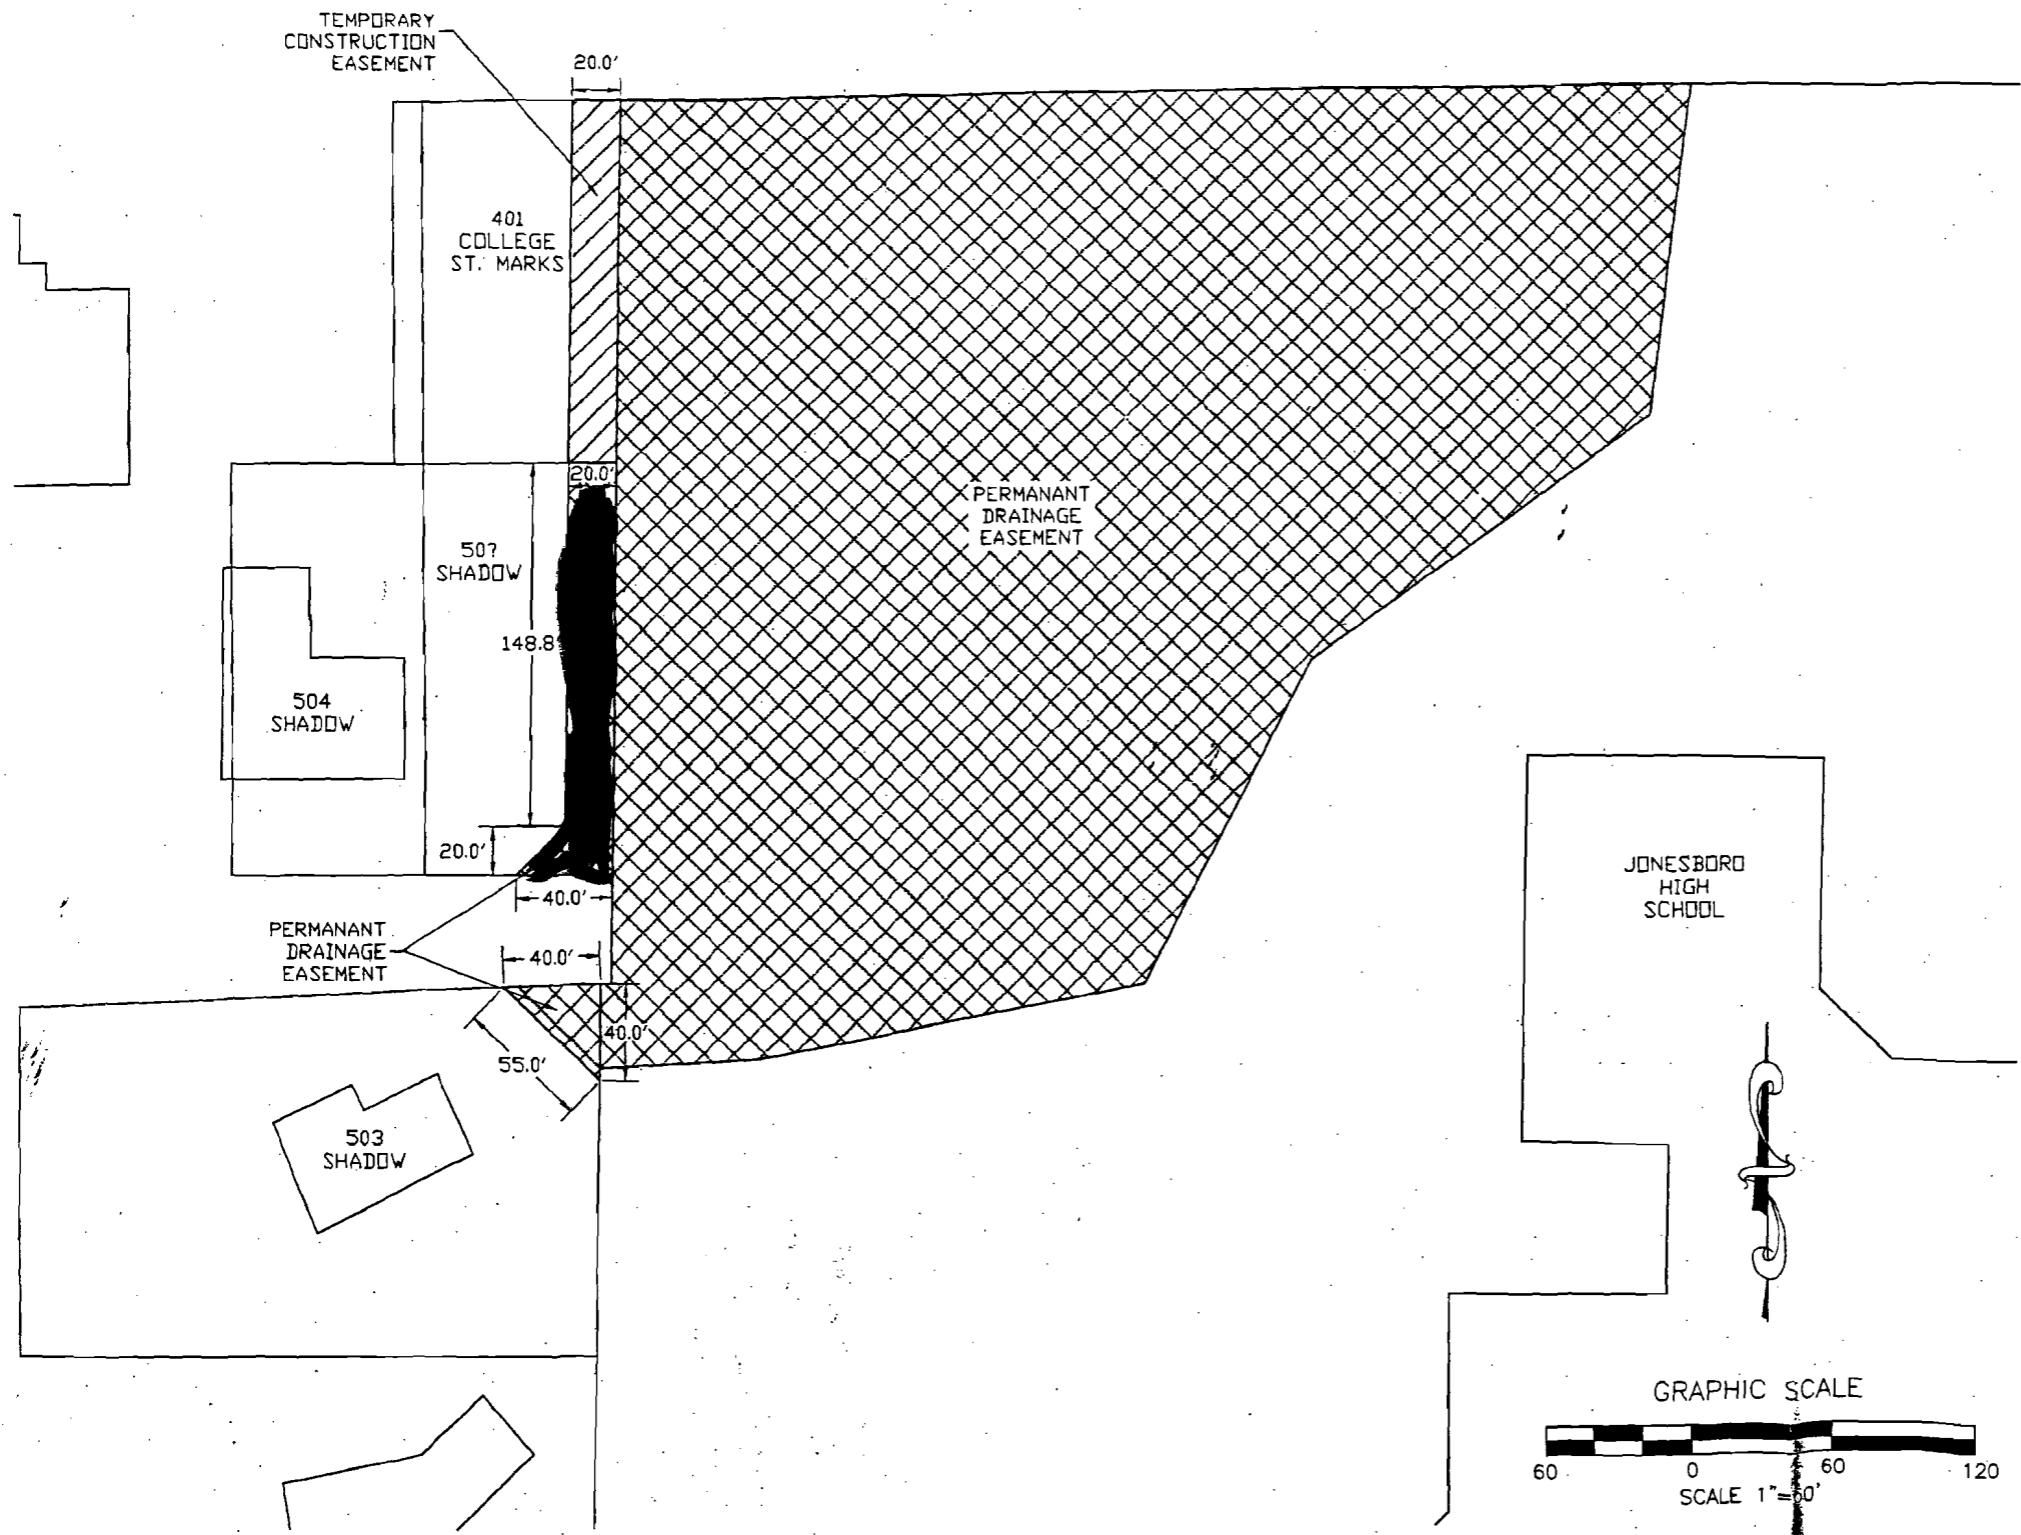 TEMPORARY
CONSTRUCTION
EASEMENT
20.0'
401
COLLEGE
ST. MARKS
20.0'
507
SHADOW
148.8'
504
SHADOW
20.0'
40.0'
PERMANANT
DRAINAGE
EASEMENT
PERMANANT
DRAINAGE
EASEMENT
40.0'
40.0'
55.0'
503
SHADOW
JONESBORO
HIGH
SCHOOL
GRAPHIC SCALE
60 0 60 120
SCALE 1"=60'